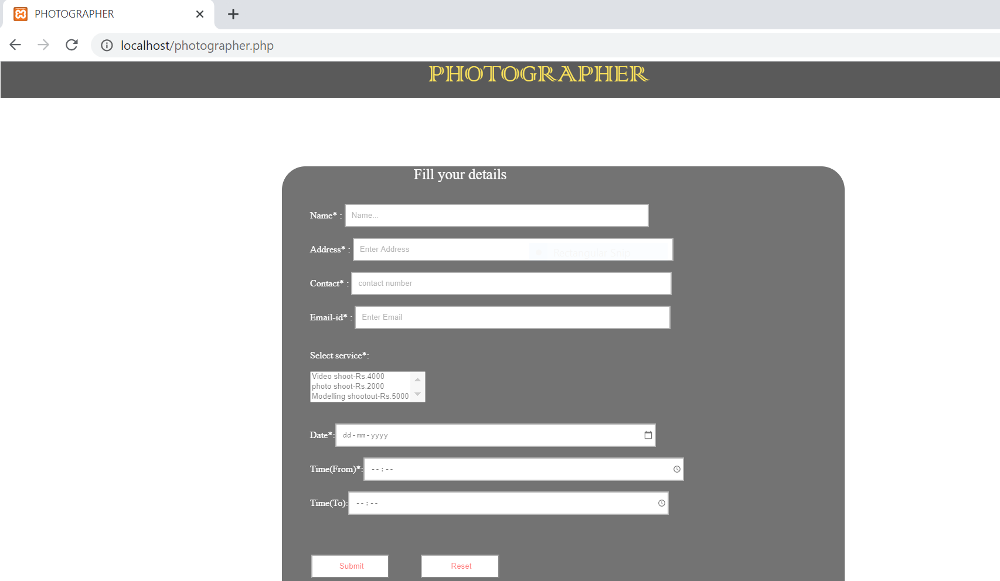 PHOTOGRAPHER
localhost/photographer.php
PHOTOGRAPHER
Fill your details
Name* : Name...
Address* : Enter Address
Rectangular Snip
Contact* : contact number
Email-id* : Enter Email
Select service*:
Video shoot-Rs.4000
photo shoot-Rs.2000
Modelling shootout-Rs.5000
Date*: dd-mm-yyyy
Time(From)*: --:--
Time(To): --:--
Submit Reset